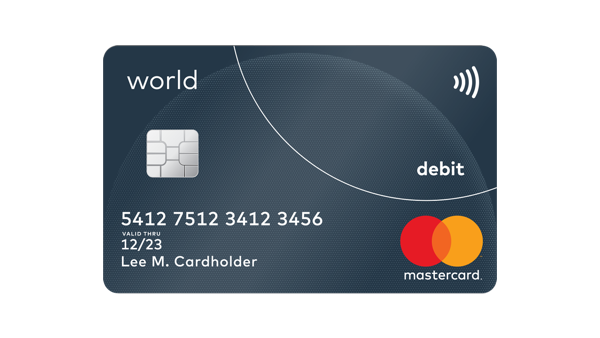 world
debit
5412 7512 3412 3456
VALID THRU
12/23
Lee M. Cardholder
mastercard.